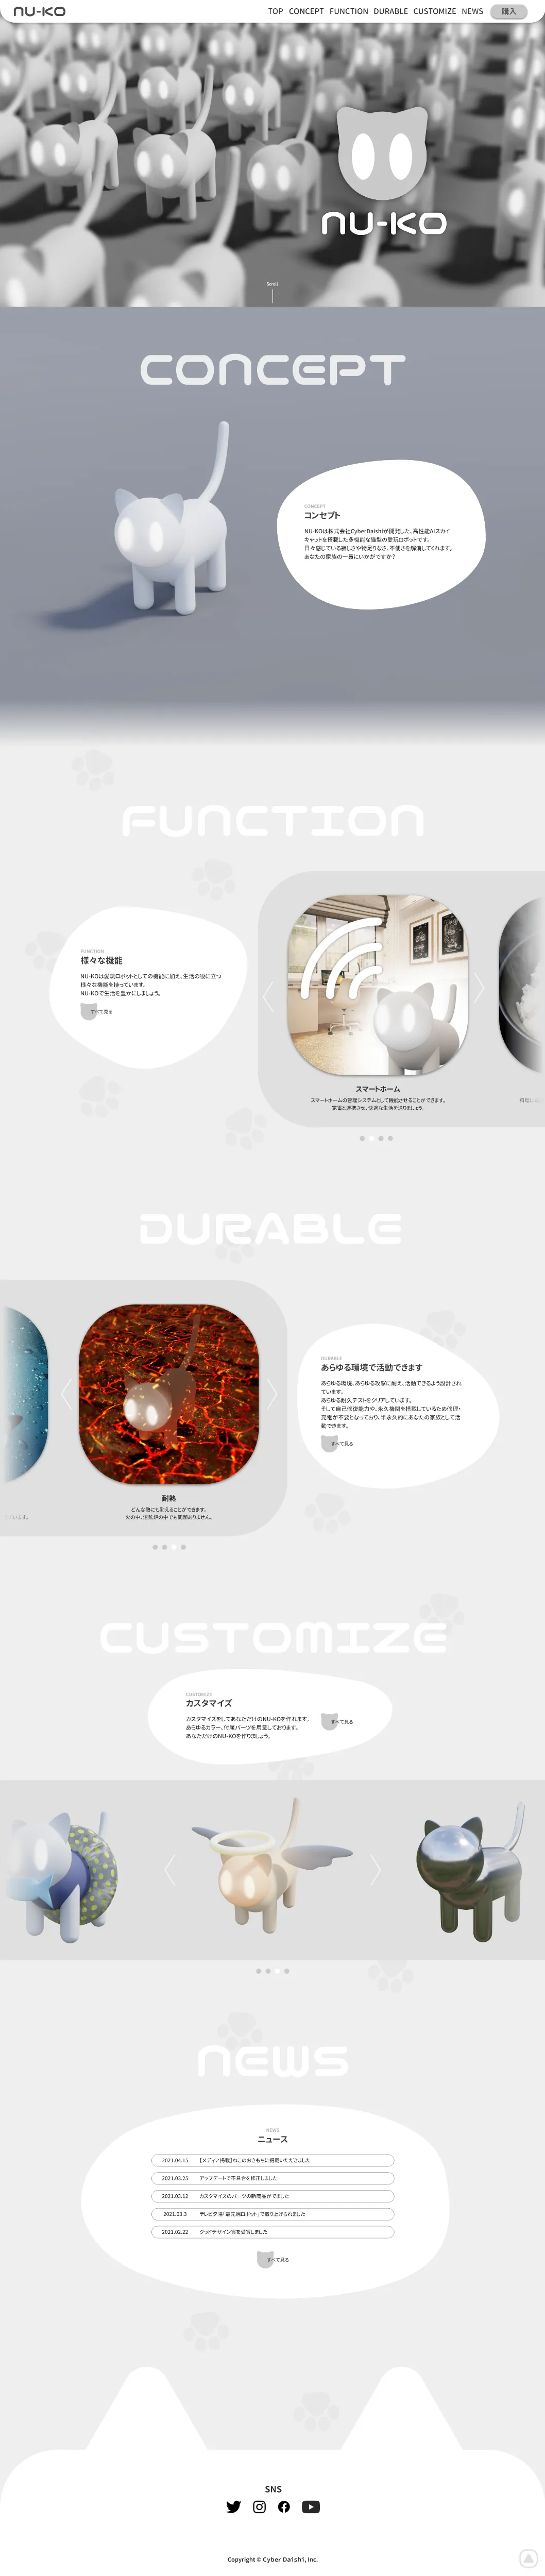 NU-KO
TOP CONCEPT FUNCTION DURABLE CUSTOMIZE NEWS 購入
NU-KO
Scroll
CONCEPT
CONCEPT
コンセプト
NU-KOは株式会社CyberDaishiが開発した、高性能AIスカイ
キャットを搭載した多機能な猫型の愛玩ロボットです。
日々感じている寂しさや物足りなさ、不便さを解消してくれます。
あなたの家族の一員にいかがですか？
FUNCTION
FUNCTION
様々な機能
NU-KOは愛玩ロボットとしての機能に加え、生活の役に立つ
様々な機能を持っています。
NU-KOで生活を豊かにしましょう。
すべて見る
スマートホーム
スマートホームの管理システムとして機能させることができます。
家電と連携させ、快適な生活を送りましょう。
DURABLE
DURABLE
あらゆる環境で活動できます
あらゆる環境、あらゆる攻撃に耐え、活動できるよう設計され
ています。
あらゆる耐久テストをクリアしています。
そして自己修復能力や、永久機関を搭載しているため修理・
充電が不要となっており、半永久的にあなたの家族として活
動できます。
すべて見る
ています。
耐熱
どんな熱にも耐えることができます。
火の中、溶鉱炉の中でも問題ありません。
CUSTOMIZE
CUSTOMIZE
カスタマイズ
カスタマイズをしてあなただけのNU-KOを作れます。
あらゆるカラー、付属パーツを用意しております。
あなただけのNU-KOを作りましょう。
すべて見る
NEWS
NEWS
ニュース
2021.04.15 【メディア掲載】ねこのおきもちに掲載いただきました
2021.03.25 アップデートで不具合を修正しました
2021.03.12 カスタマイズのパーツの新商品がでました
2021.03.3 テレビ夕陽「最先端ロボット」で取り上げられました
2021.02.22 グッドデザイン賞を受賞しました
すべて見る
SNS
Copyright © Cyber Daishi, Inc.